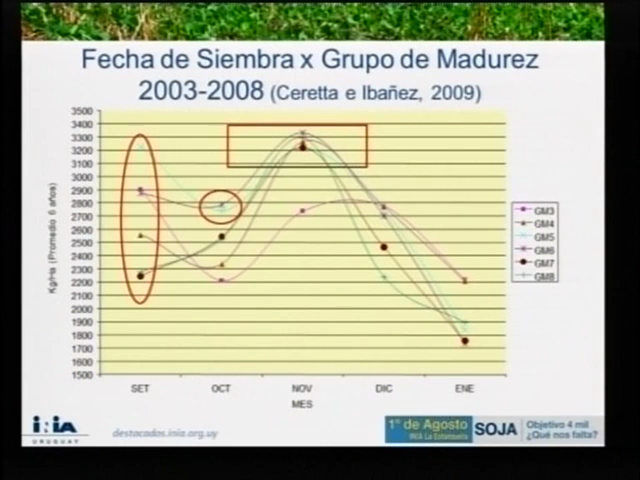 Fecha de Siembra x Grupo de Madurez
2003-2008 (Ceretta e Ibañez, 2009)
3500
3400
3300
3200
3100
3000
2900
2800
2700
2600
2500
2400
2300
2200
2100
2000
1900
1800
1700
1600
1500
Kg/Ha (Promedio 6 años)
SET OCT NOV DIC ENE
MES
GM3
GM4
GM5
GM6
GM7
GM8
INIA
URUGUAY
destacados.inia.org.uy
1° de Agosto
INIA La Estanzuela
SOJA
Objetivo 4 mil
¿Qué nos falta?